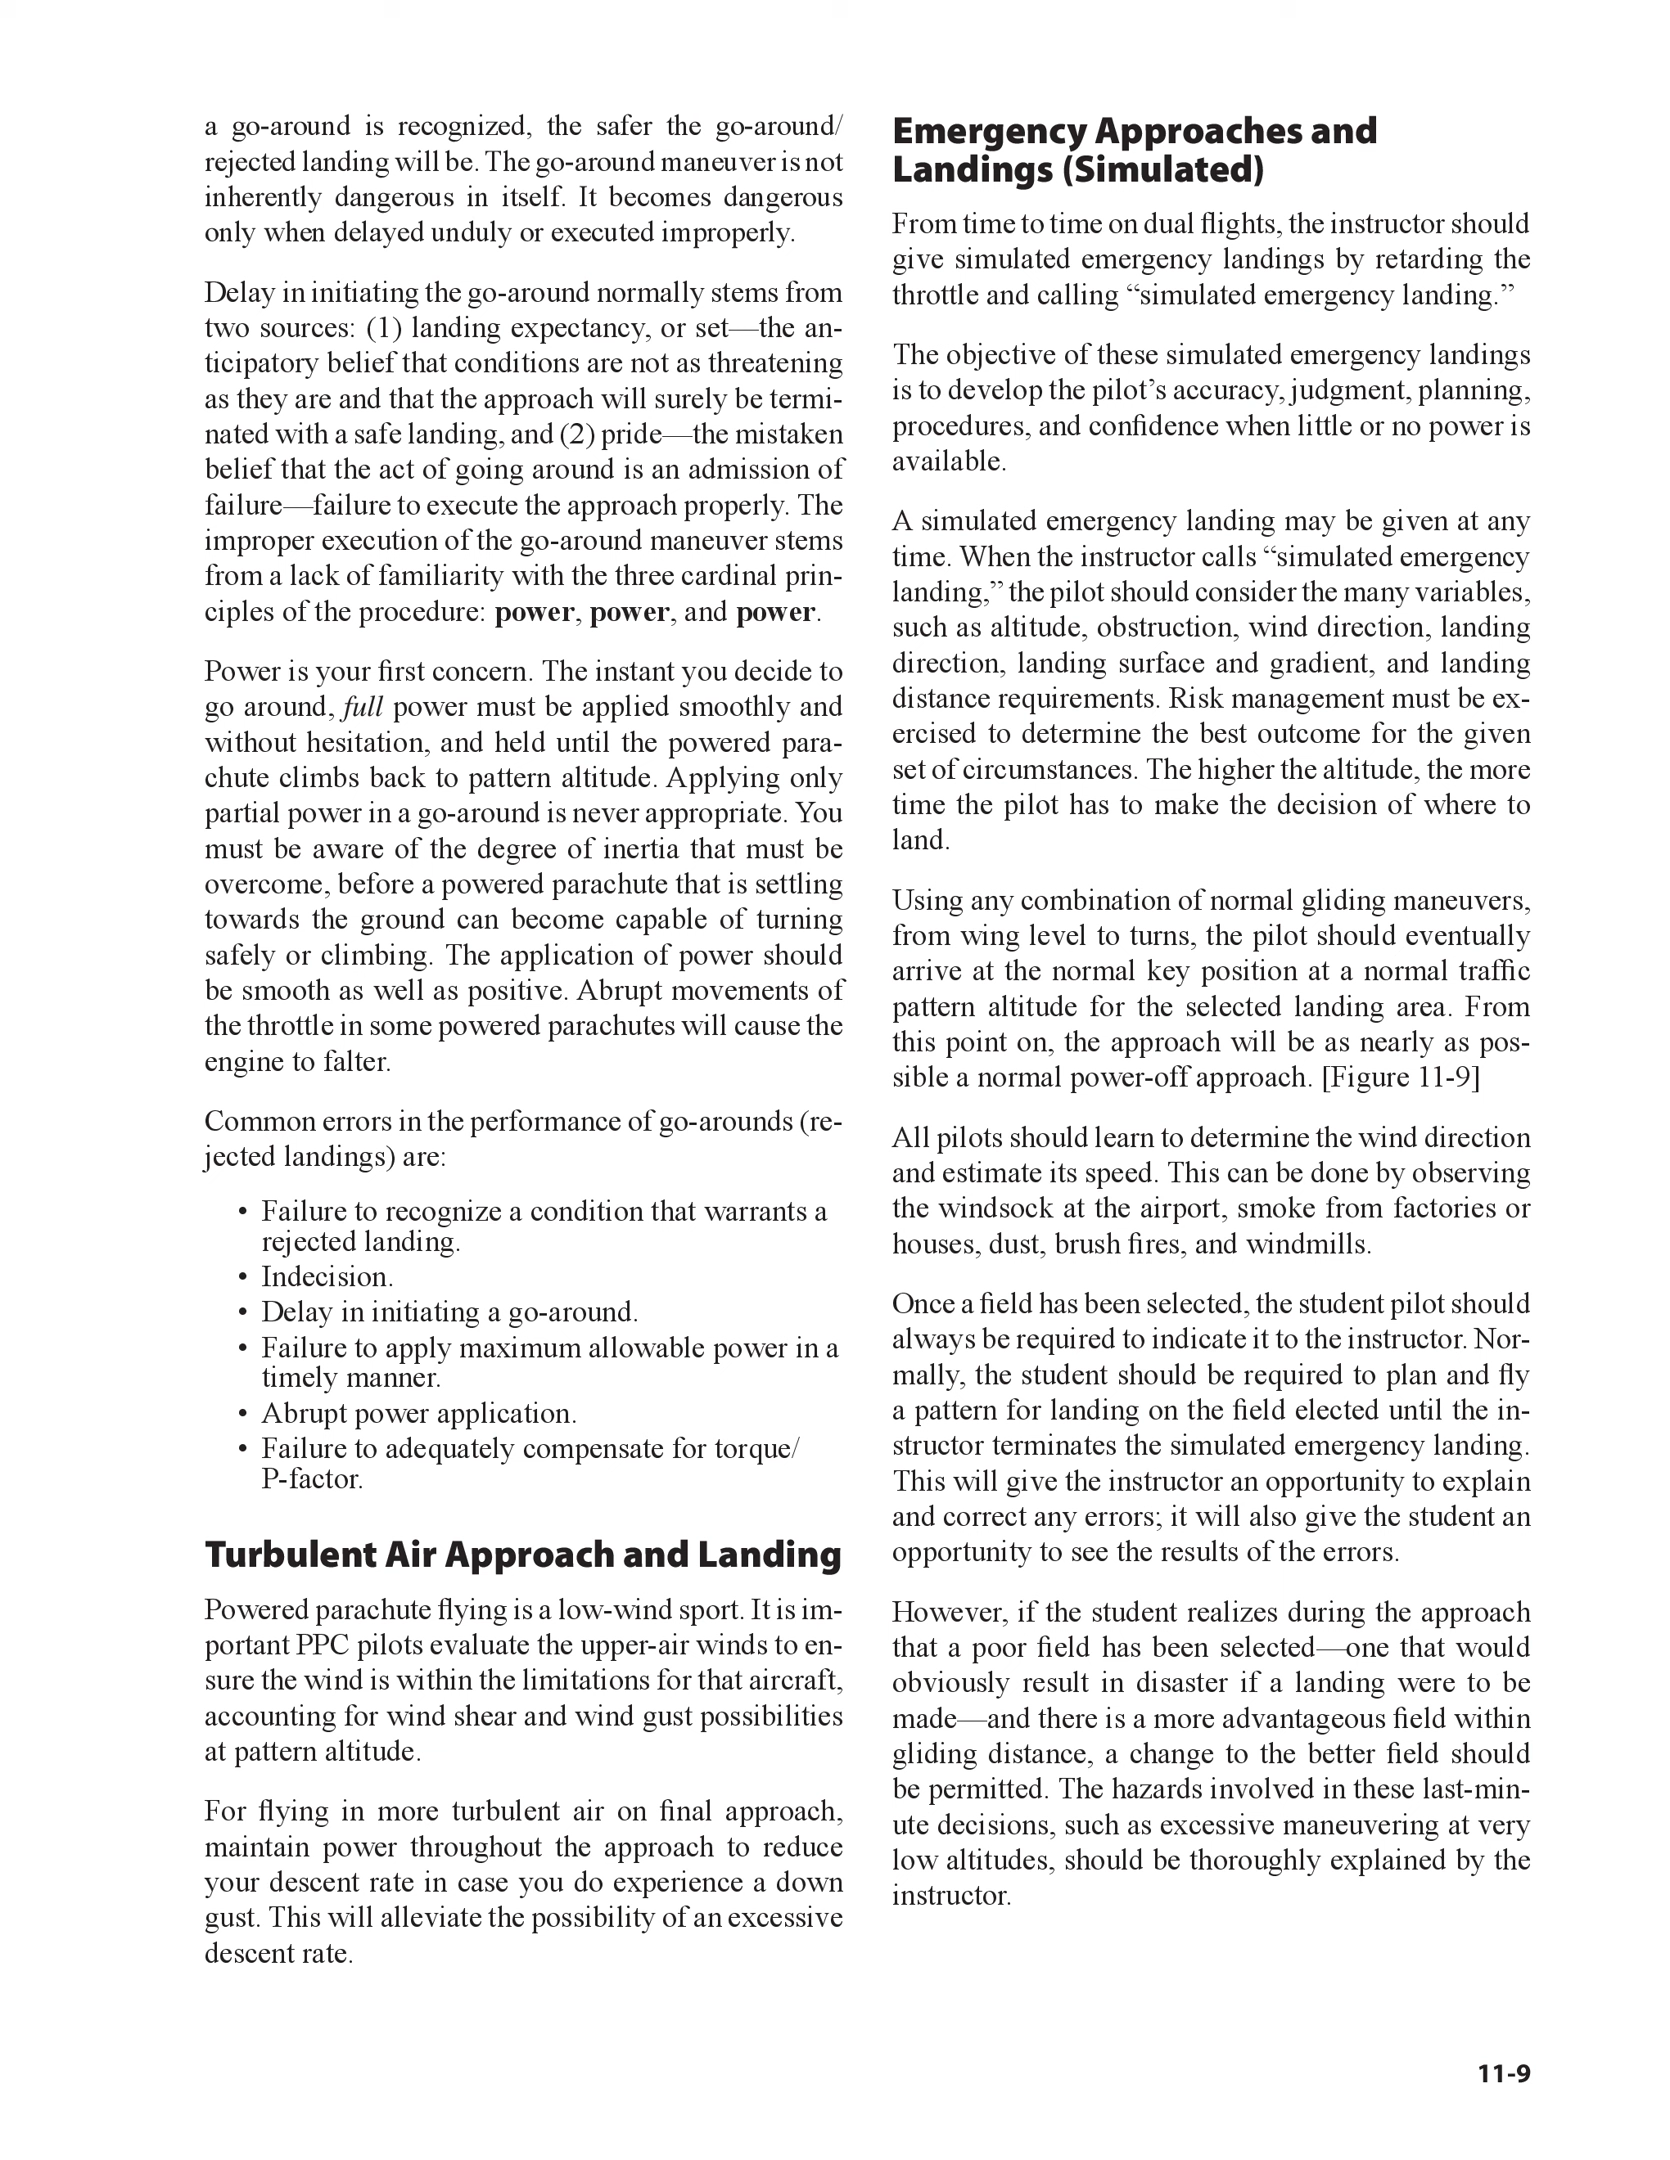 a go-around is recognized, the safer the go-around/
rejected landing will be. The go-around maneuver is not
inherently dangerous in itself. It becomes dangerous
only when delayed unduly or executed improperly.
Delay in initiating the go-around normally stems from
two sources: (1) landing expectancy, or set—the an-
ticipatory belief that conditions are not as threatening
as they are and that the approach will surely be termi-
nated with a safe landing, and (2) pride—the mistaken
belief that the act of going around is an admission of
failure—failure to execute the approach properly. The
improper execution of the go-around maneuver stems
from a lack of familiarity with the three cardinal prin-
ciples of the procedure: power, power, and power.
Power is your first concern. The instant you decide to
go around, full power must be applied smoothly and
without hesitation, and held until the powered para-
chute climbs back to pattern altitude. Applying only
partial power in a go-around is never appropriate. You
must be aware of the degree of inertia that must be
overcome, before a powered parachute that is settling
towards the ground can become capable of turning
safely or climbing. The application of power should
be smooth as well as positive. Abrupt movements of
the throttle in some powered parachutes will cause the
engine to falter.
Common errors in the performance of go-arounds (re-
jected landings) are:
• Failure to recognize a condition that warrants a
rejected landing.
• Indecision.
• Delay in initiating a go-around.
• Failure to apply maximum allowable power in a
timely manner.
• Abrupt power application.
• Failure to adequately compensate for torque/
P-factor.
Turbulent Air Approach and Landing
Powered parachute flying is a low-wind sport. It is im-
portant PPC pilots evaluate the upper-air winds to en-
sure the wind is within the limitations for that aircraft,
accounting for wind shear and wind gust possibilities
at pattern altitude.
For flying in more turbulent air on final approach,
maintain power throughout the approach to reduce
your descent rate in case you do experience a down
gust. This will alleviate the possibility of an excessive
descent rate.
Emergency Approaches and
Landings (Simulated)
From time to time on dual flights, the instructor should
give simulated emergency landings by retarding the
throttle and calling “simulated emergency landing.”
The objective of these simulated emergency landings
is to develop the pilot’s accuracy, judgment, planning,
procedures, and confidence when little or no power is
available.
A simulated emergency landing may be given at any
time. When the instructor calls “simulated emergency
landing,” the pilot should consider the many variables,
such as altitude, obstruction, wind direction, landing
direction, landing surface and gradient, and landing
distance requirements. Risk management must be ex-
ercised to determine the best outcome for the given
set of circumstances. The higher the altitude, the more
time the pilot has to make the decision of where to
land.
Using any combination of normal gliding maneuvers,
from wing level to turns, the pilot should eventually
arrive at the normal key position at a normal traffic
pattern altitude for the selected landing area. From
this point on, the approach will be as nearly as pos-
sible a normal power-off approach. [Figure 11-9]
All pilots should learn to determine the wind direction
and estimate its speed. This can be done by observing
the windsock at the airport, smoke from factories or
houses, dust, brush fires, and windmills.
Once a field has been selected, the student pilot should
always be required to indicate it to the instructor. Nor-
mally, the student should be required to plan and fly
a pattern for landing on the field elected until the in-
structor terminates the simulated emergency landing.
This will give the instructor an opportunity to explain
and correct any errors; it will also give the student an
opportunity to see the results of the errors.
However, if the student realizes during the approach
that a poor field has been selected—one that would
obviously result in disaster if a landing were to be
made—and there is a more advantageous field within
gliding distance, a change to the better field should
be permitted. The hazards involved in these last-min-
ute decisions, such as excessive maneuvering at very
low altitudes, should be thoroughly explained by the
instructor.
11-9